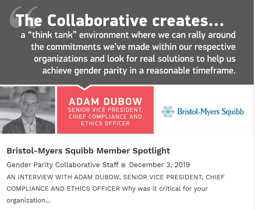 “The Collaborative creates...
a “think tank” environment where we can rally around
the commitments we’ve made within our respective
organizations and look for real solutions to help us
achieve gender parity in a reasonable timeframe.
ADAM DUBOW
SENIOR VICE PRESIDENT,
CHIEF COMPLIANCE AND
ETHICS OFFICER
Bristol-Myers Squibb
Bristol-Myers Squibb Member Spotlight
Gender Parity Collaborative Staff • December 3, 2019
AN INTERVIEW WITH ADAM DUBOW, SENIOR VICE PRESIDENT, CHIEF
COMPLIANCE AND ETHICS OFFICER Why was it critical for your
organization...